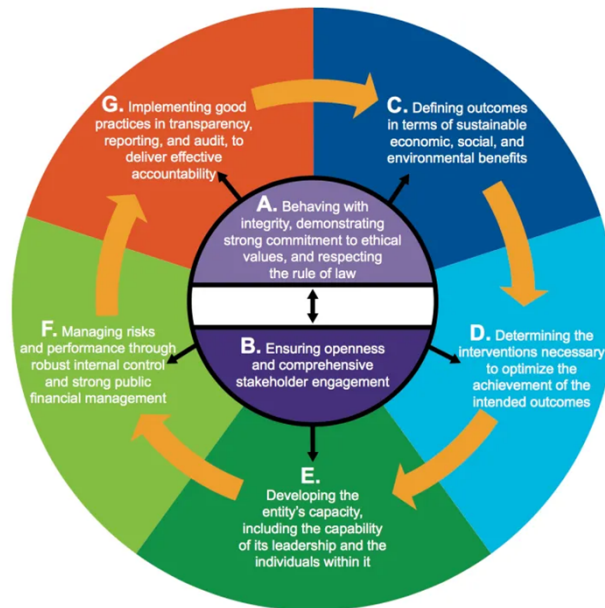 A. Behaving with
integrity, demonstrating
strong commitment to ethical
values, and respecting
the rule of law
B. Ensuring openness
and comprehensive
stakeholder engagement
C. Defining outcomes
in terms of sustainable
economic, social, and
environmental benefits
D. Determining the
interventions necessary
to optimize the
achievement of the
intended outcomes
E.
Developing the
entity's capacity,
including the capability
of its leadership and the
individuals within it
F. Managing risks
and performance through
robust internal control
and strong public
financial management
G. Implementing good
practices in transparency,
reporting, and audit, to
deliver effective
accountability